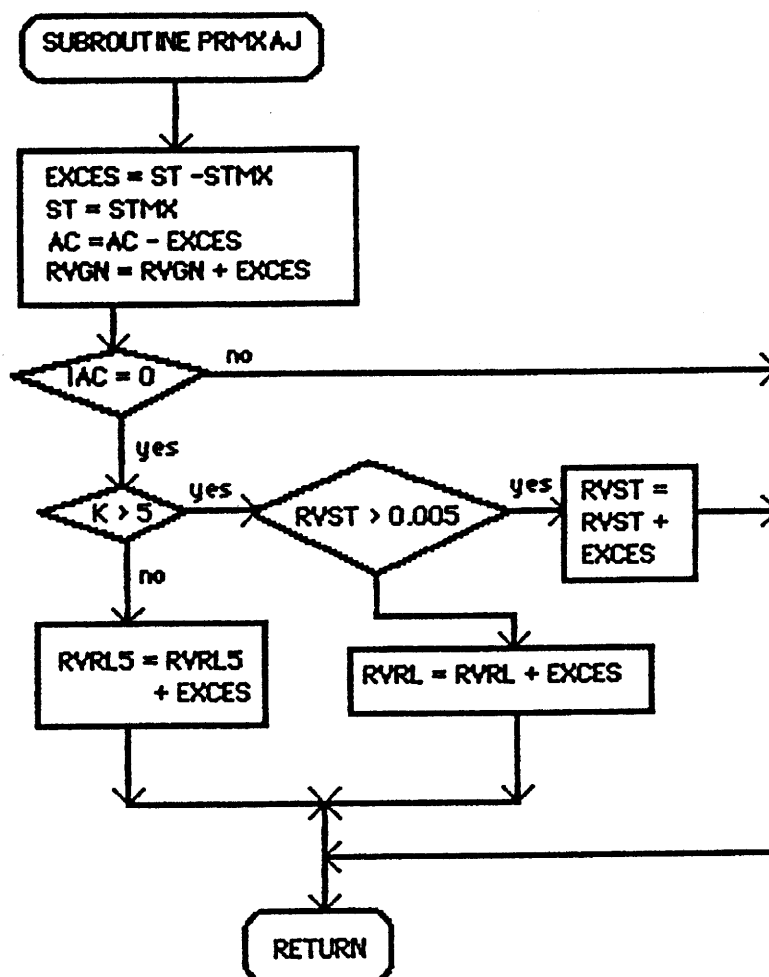 SUBROUTINE PRMXAJ
EXCES = ST - STMX
ST = STMX
AC = AC - EXCES
RVGN = RVGN + EXCES
IAC = 0
no
yes
K > 5
yes
RVST > 0.005
yes
RVST =
RVST +
EXCES
no
RVRL5 = RVRL5
+ EXCES
RVRL = RVRL + EXCES
RETURN